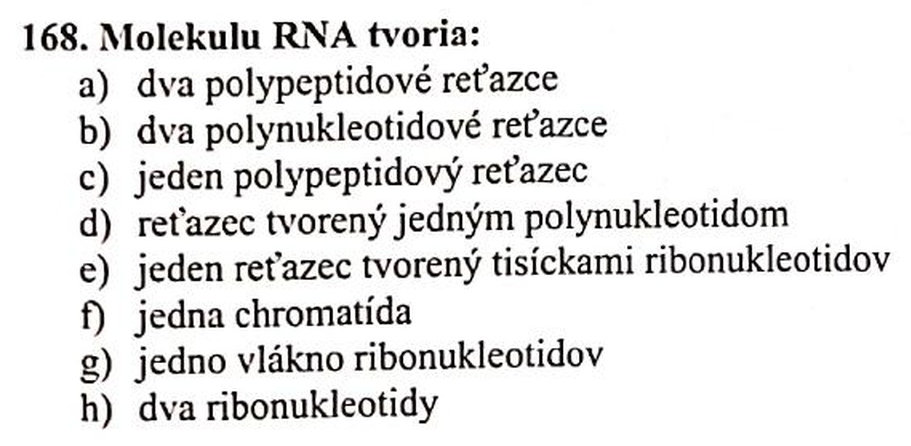 168. Molekulu RNA tvoria:
a) dva polypeptidové reťazce
b) dva polynukleotidové reťazce
c) jeden polypeptidový reťazec
d) reťazec tvorený jedným polynukleotidom
e) jeden reťazec tvorený tisíckami ribonukleotidov
f) jedna chromatída
g) jedno vlákno ribonukleotidov
h) dva ribonukleotidy